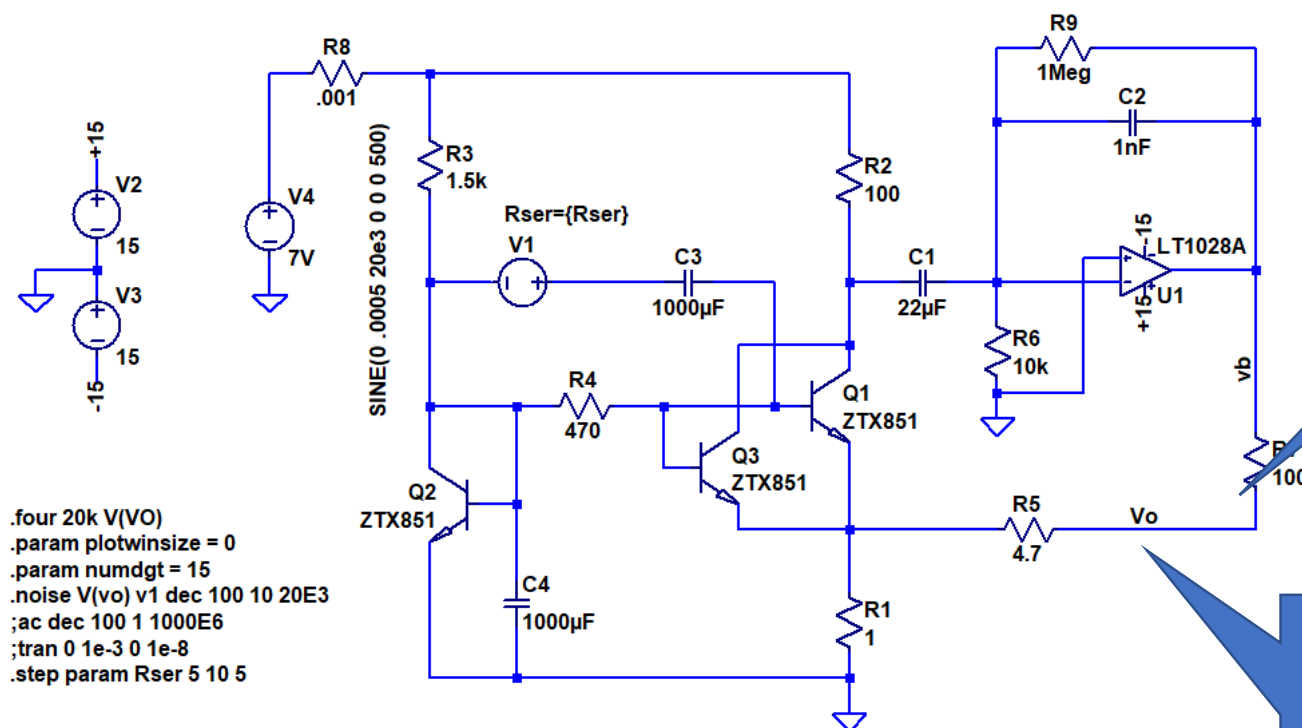 R8
.001
R9
1Meg
C2
1nF
+15
V2
15
V3
15
-15
V4
7V
R3
1.5k
SINE(0 .0005 20e3 0 0 0 500)
Rser={Rser}
V1
C3
1000µF
R2
100
C1
22µF
-15
LT1028A
U1
+15
R6
10k
vb
R4
470
Q1
ZTX851
Q3
ZTX851
Q2
ZTX851
C4
1000µF
R5
4.7
Vo
100
R1
1
.four 20k V(VO)
.param plotwinsize = 0
.param numdgt = 15
.noise V(vo) v1 dec 100 10 20E3
;ac dec 100 1 1000E6
;tran 0 1e-3 0 1e-8
.step param Rser 5 10 5